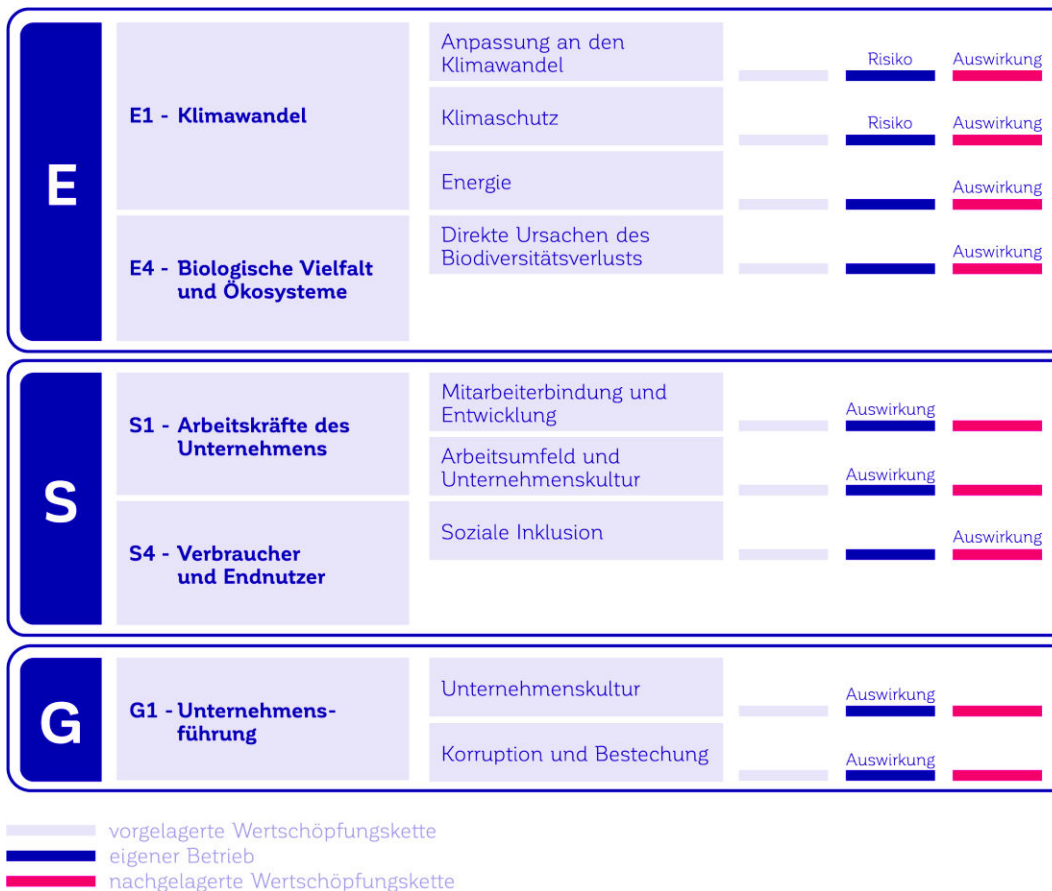 E
E1 - Klimawandel
Anpassung an den
Klimawandel
Risiko
Auswirkung
Klimaschutz
Risiko
Auswirkung
Energie
Auswirkung
E4 - Biologische Vielfalt
und Ökosysteme
Direkte Ursachen des
Biodiversitätsverlusts
Auswirkung
S
S1 - Arbeitskräfte des
Unternehmens
Mitarbeiterbindung und
Entwicklung
Auswirkung
Arbeitsumfeld und
Unternehmenskultur
Auswirkung
S4 - Verbraucher
und Endnutzer
Soziale Inklusion
Auswirkung
G
G1 - Unternehmens-
führung
Unternehmenskultur
Auswirkung
Korruption und Bestechung
Auswirkung
vorgelagerte Wertschöpfungskette
eigener Betrieb
nachgelagerte Wertschöpfungskette